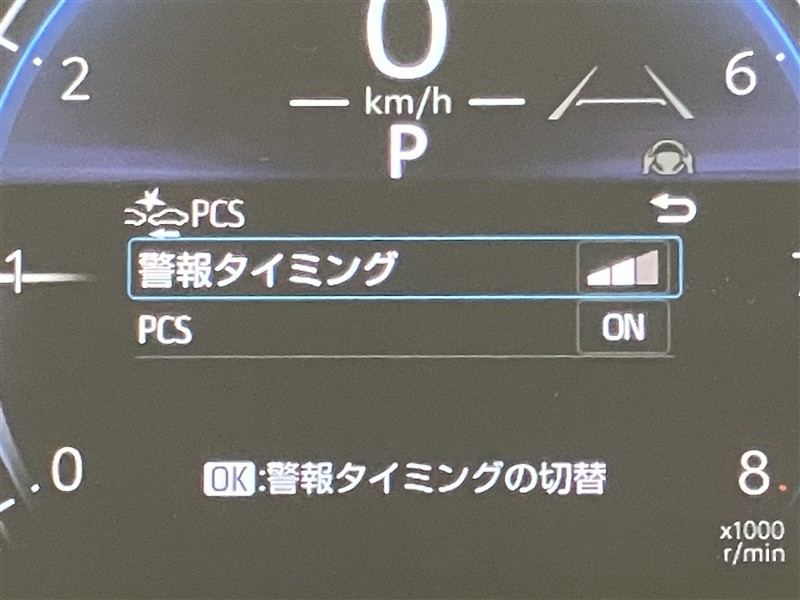 0
2
6
km/h
P
PCS
1
警報タイミング
PCS
ON
0
OK:警報タイミングの切替
8
x1000
r/min